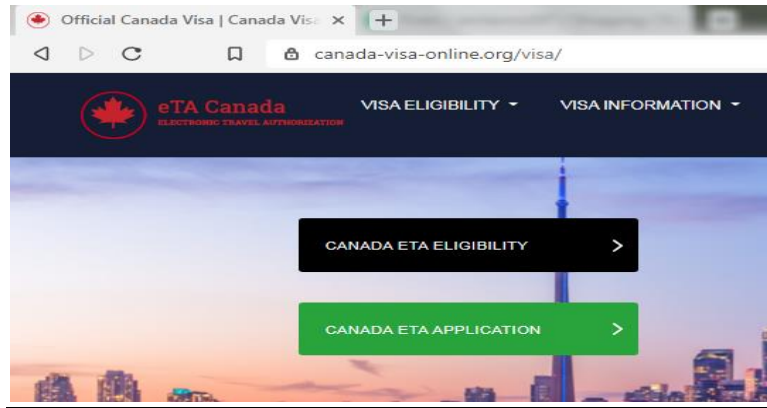 Official Canada Visa | Canada Vis
canada-visa-online.org/visa/
eTA Canada
ELECTRONIC TRAVEL AUTHORIZATION
VISA ELIGIBILITY
VISA INFORMATION
CANADA ETA ELIGIBILITY
CANADA ETA APPLICATION